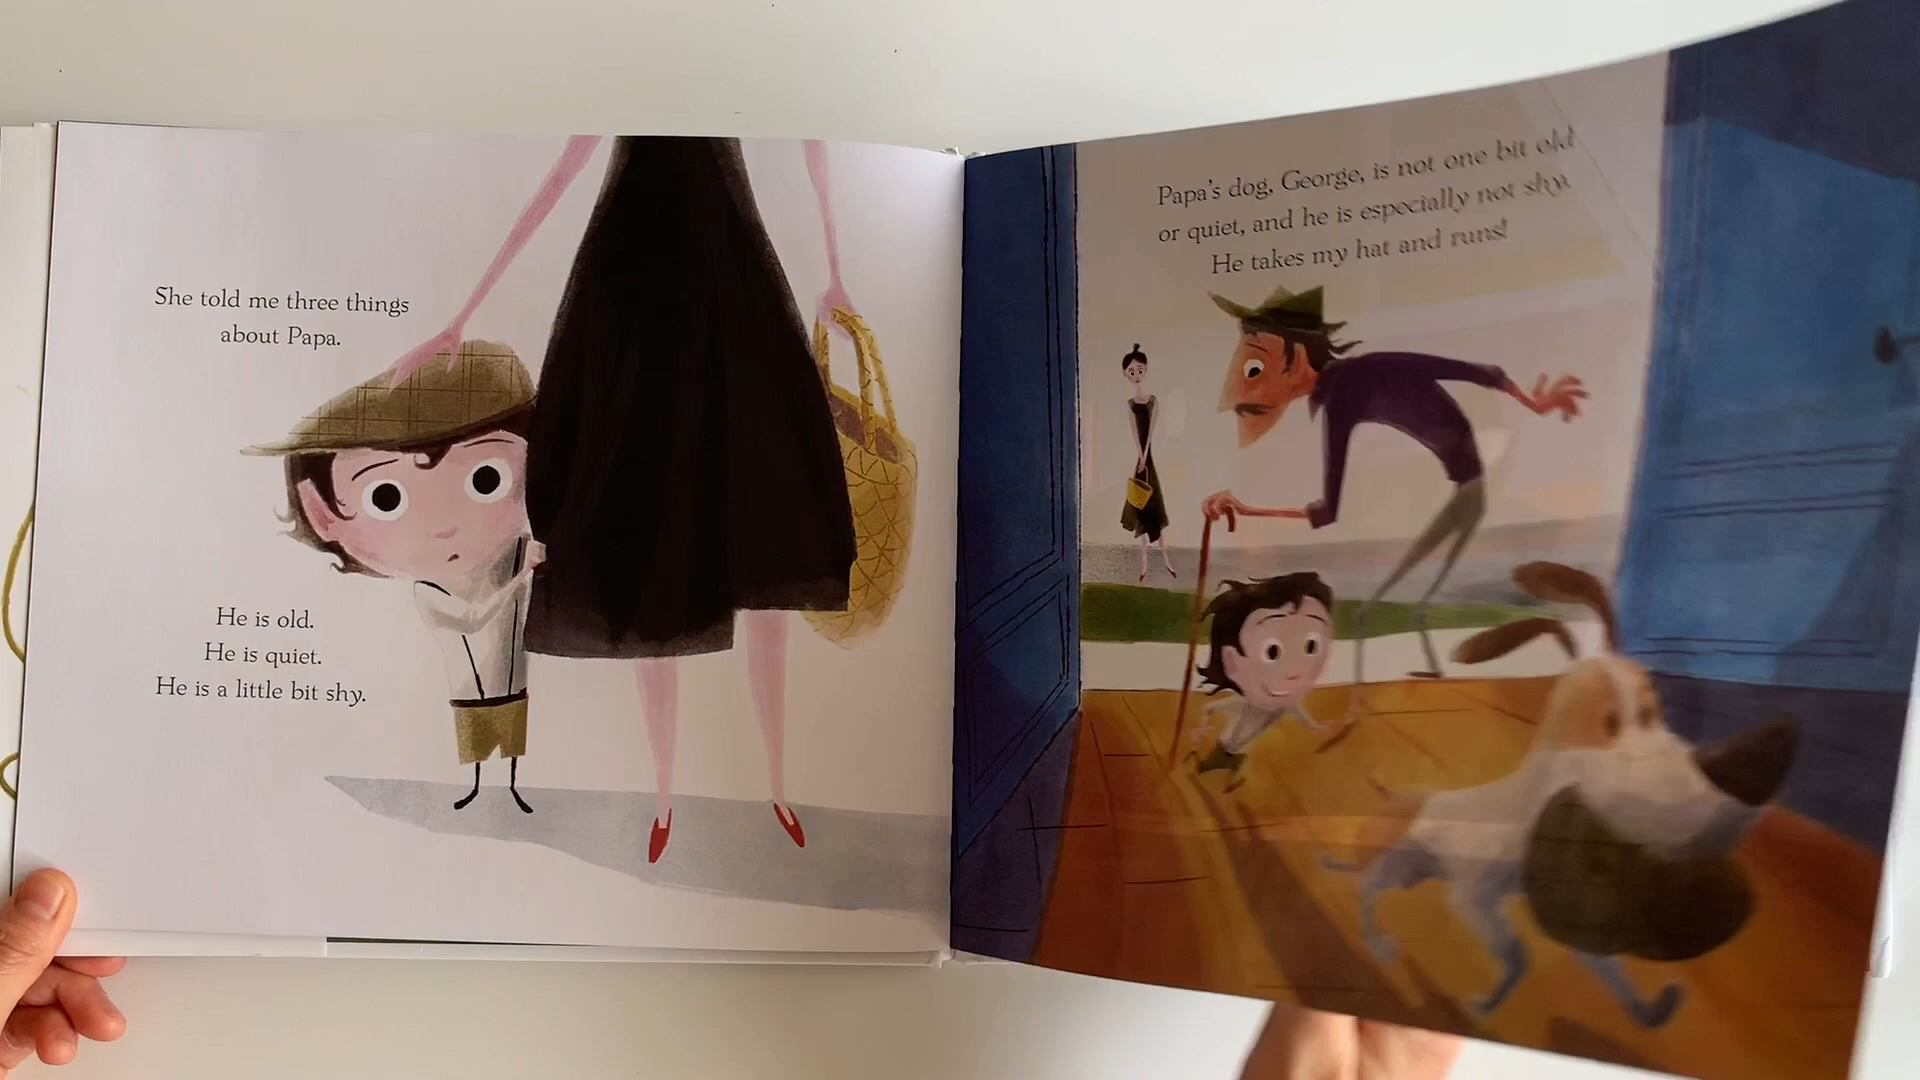 She told me three things
about Papa.
He is old.
He is quiet.
He is a little bit shy.
Papa's dog, George, is not one bit old
or quiet, and he is especially not shy.
He takes my hat and runs!